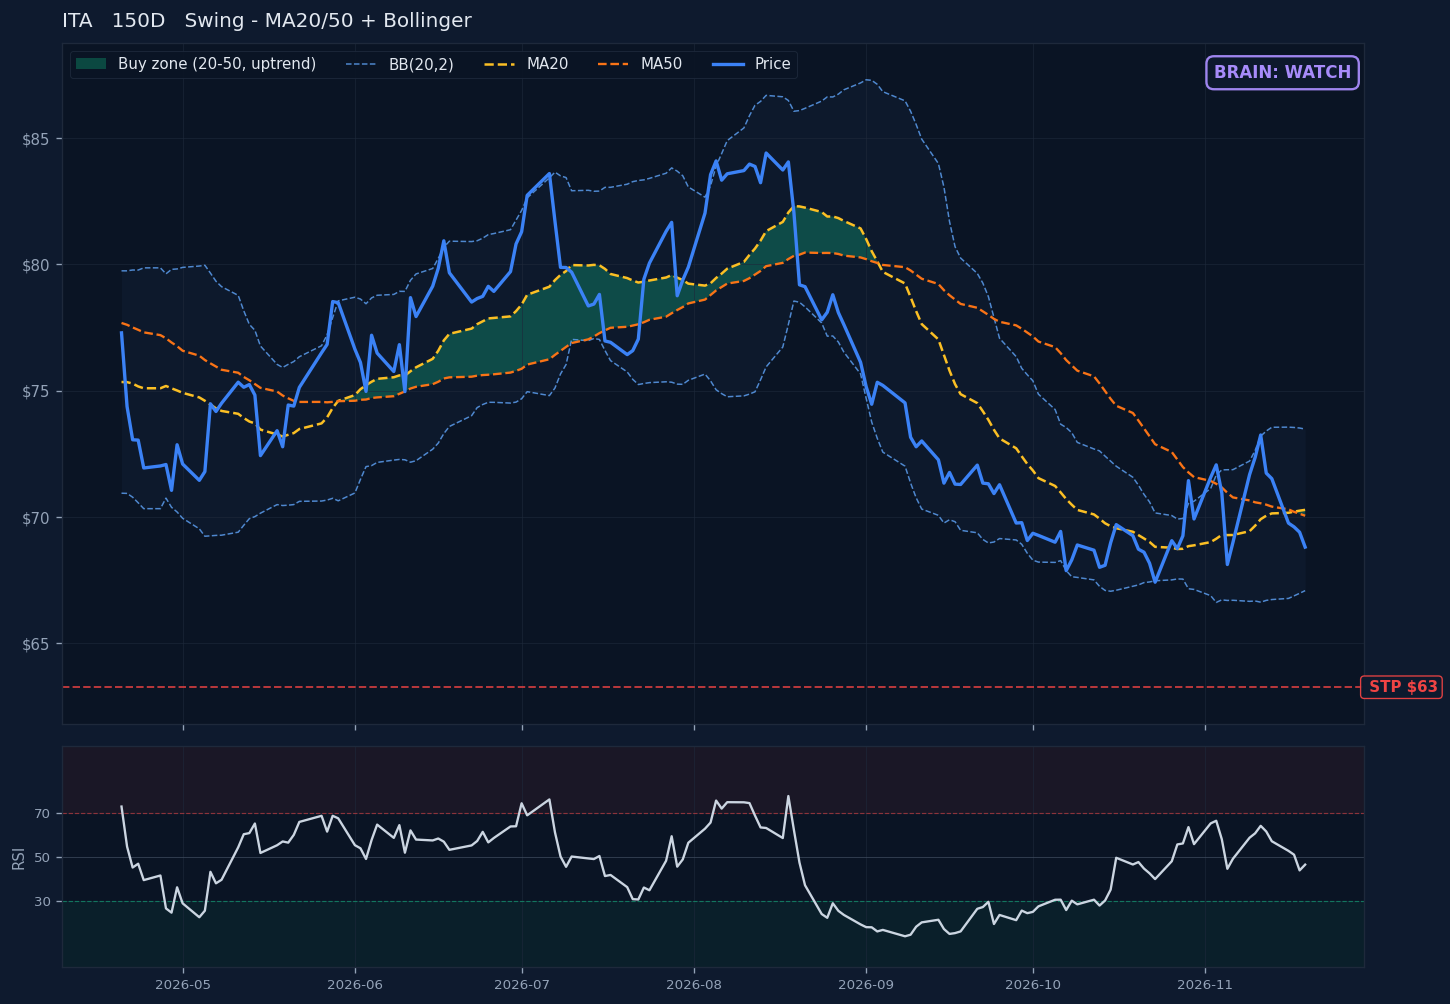 ITA   150D   Swing - MA20/50 + Bollinger
Buy zone (20-50, uptrend)   BB(20,2)   MA20   MA50   Price
BRAIN: WATCH
$85
$80
$75
$70
$65
STP $63
70
50
30
RSI
2026-05   2026-06   2026-07   2026-08   2026-09   2026-10   2026-11